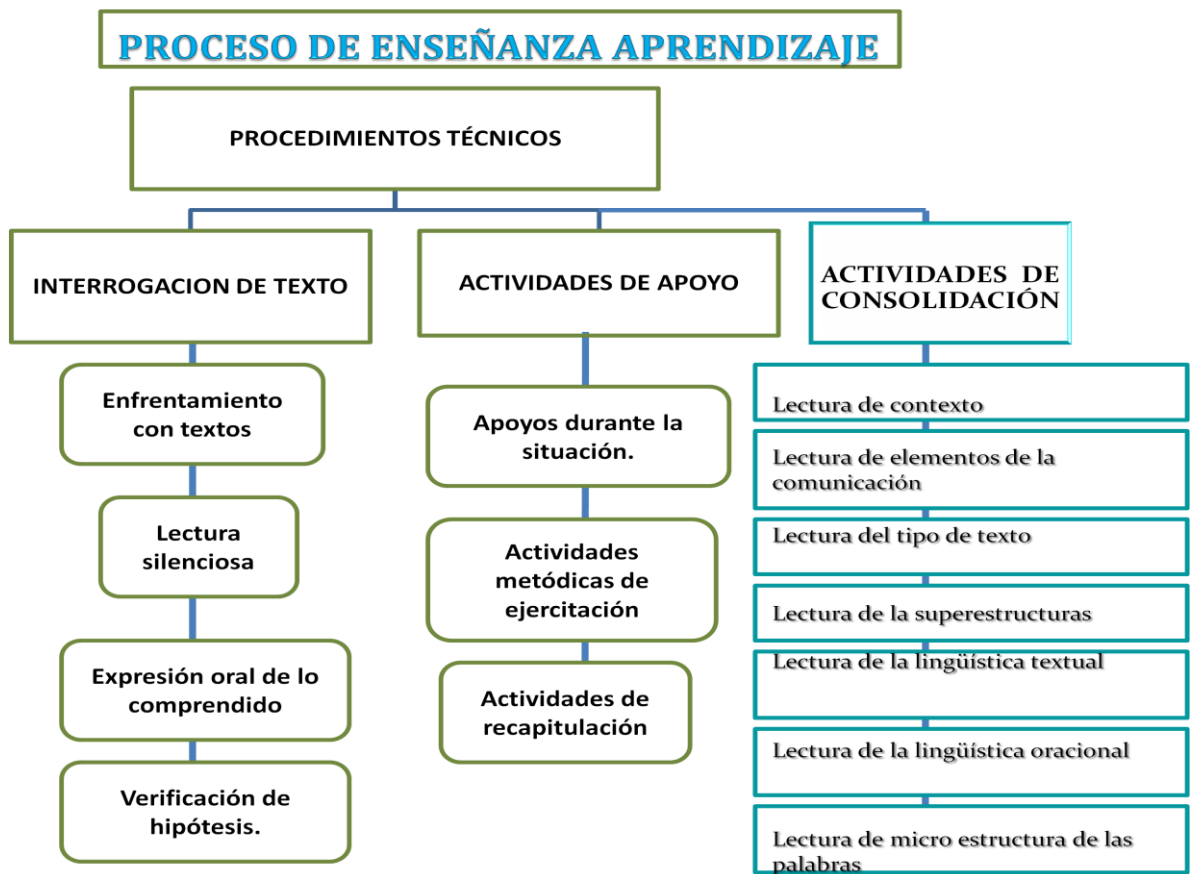 PROCESO DE ENSEÑANZA APRENDIZAJE
PROCEDIMIENTOS TÉCNICOS
INTERROGACION DE TEXTO
Enfrentamiento
con textos
Lectura
silenciosa
Expresión oral de lo
comprendido
Verificación de
hipótesis.
ACTIVIDADES DE APOYO
Apoyos durante la
situación.
Actividades
metódicas de
ejercitación
Actividades de
recapitulación
ACTIVIDADES DE
CONSOLIDACIÓN
Lectura de contexto
Lectura de elementos de la
comunicación
Lectura del tipo de texto
Lectura de la superestructuras
Lectura de la lingüística textual
Lectura de la lingüística oracional
Lectura de micro estructura de las
palabras